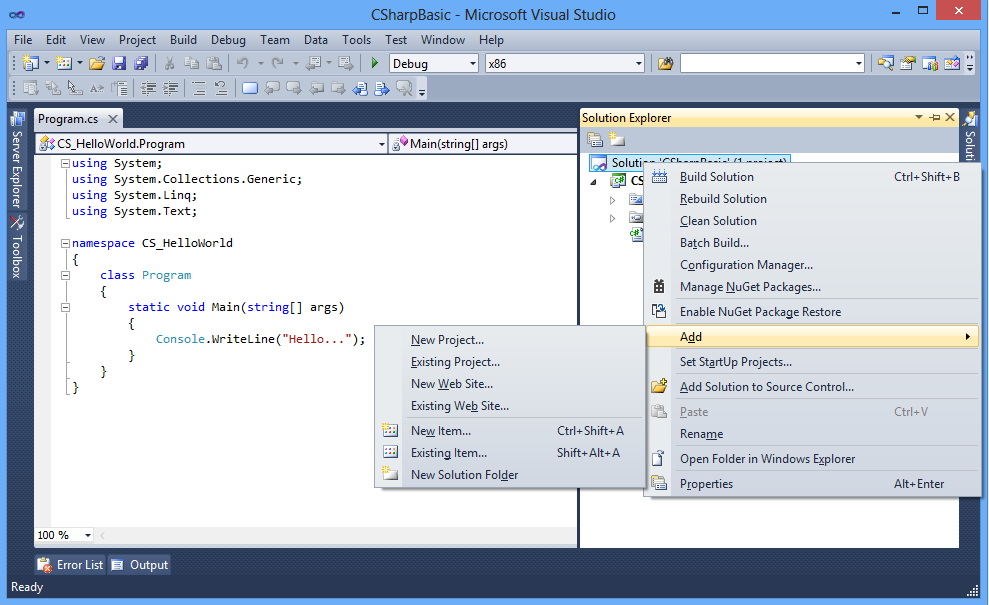 CSharpBasic - Microsoft Visual Studio
File Edit View Project Build Debug Team Data Tools Test Window Help
Debug x86
Server Explorer
Toolbox
Program.cs
CS_HelloWorld.Program Main(string[] args)
using System;
using System.Collections.Generic;
using System.Linq;
using System.Text;
namespace CS_HelloWorld
{
class Program
{
static void Main(string[] args)
{
Console.WriteLine("Hello...");
}
}
}
100 %
Solution Explorer
Soluti
Solution 'CSharpBasic' (1 project)
CS
Build Solution Ctrl+Shift+B
Rebuild Solution
Clean Solution
Batch Build...
Configuration Manager...
Manage NuGet Packages...
Enable NuGet Package Restore
Add
Set StartUp Projects...
Add Solution to Source Control...
Paste Ctrl+V
Rename
Open Folder in Windows Explorer
Properties Alt+Enter
New Project...
Existing Project...
New Web Site...
Existing Web Site...
New Item... Ctrl+Shift+A
Existing Item... Shift+Alt+A
New Solution Folder
Error List Output
Ready